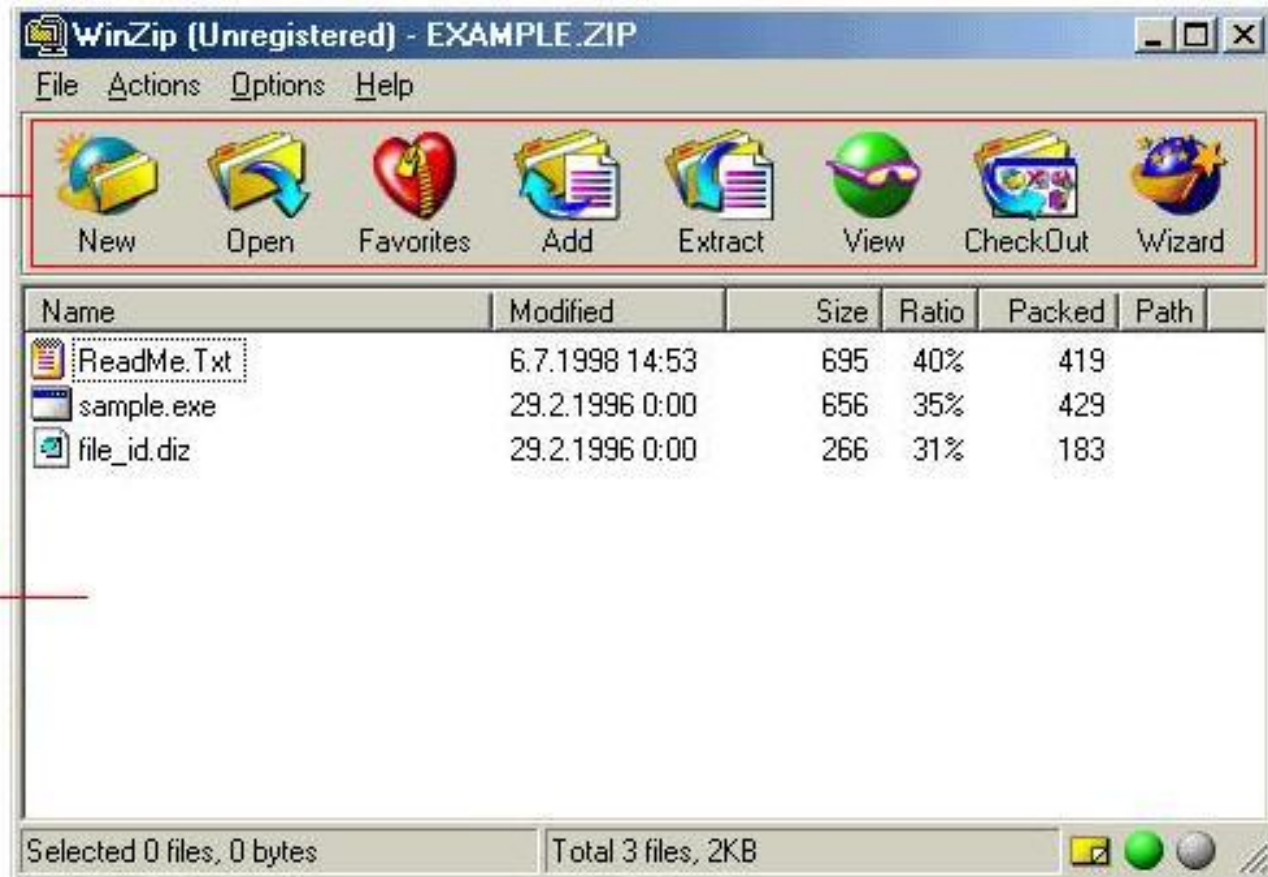 WinZip (Unregistered) - EXAMPLE.ZIP
File Actions Options Help
New Open Favorites Add Extract View CheckOut Wizard
Name Modified Size Ratio Packed Path
ReadMe.Txt 6.7.1998 14:53 695 40% 419
sample.exe 29.2.1996 0:00 656 35% 429
file_id.diz 29.2.1996 0:00 266 31% 183
Selected 0 files, 0 bytes Total 3 files, 2KB